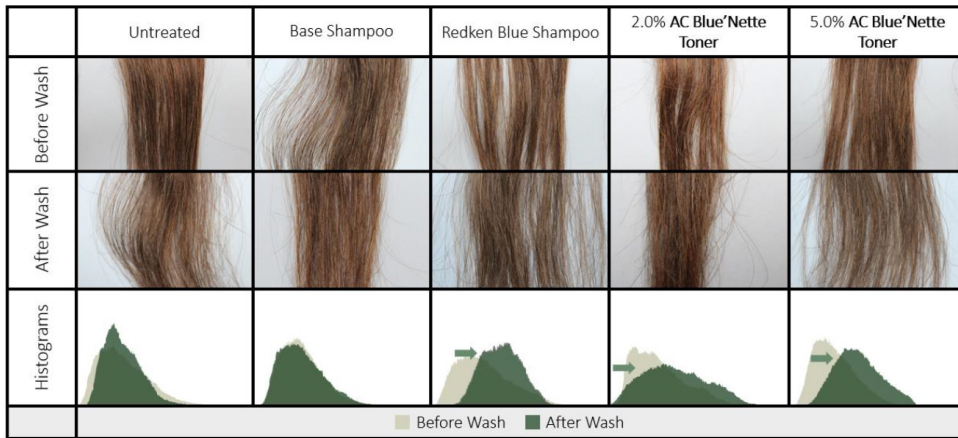 Untreated
Base Shampoo
Redken Blue Shampoo
2.0% AC Blue'Nette
Toner
5.0% AC Blue'Nette
Toner
Before Wash
After Wash
Histograms
Before Wash
After Wash